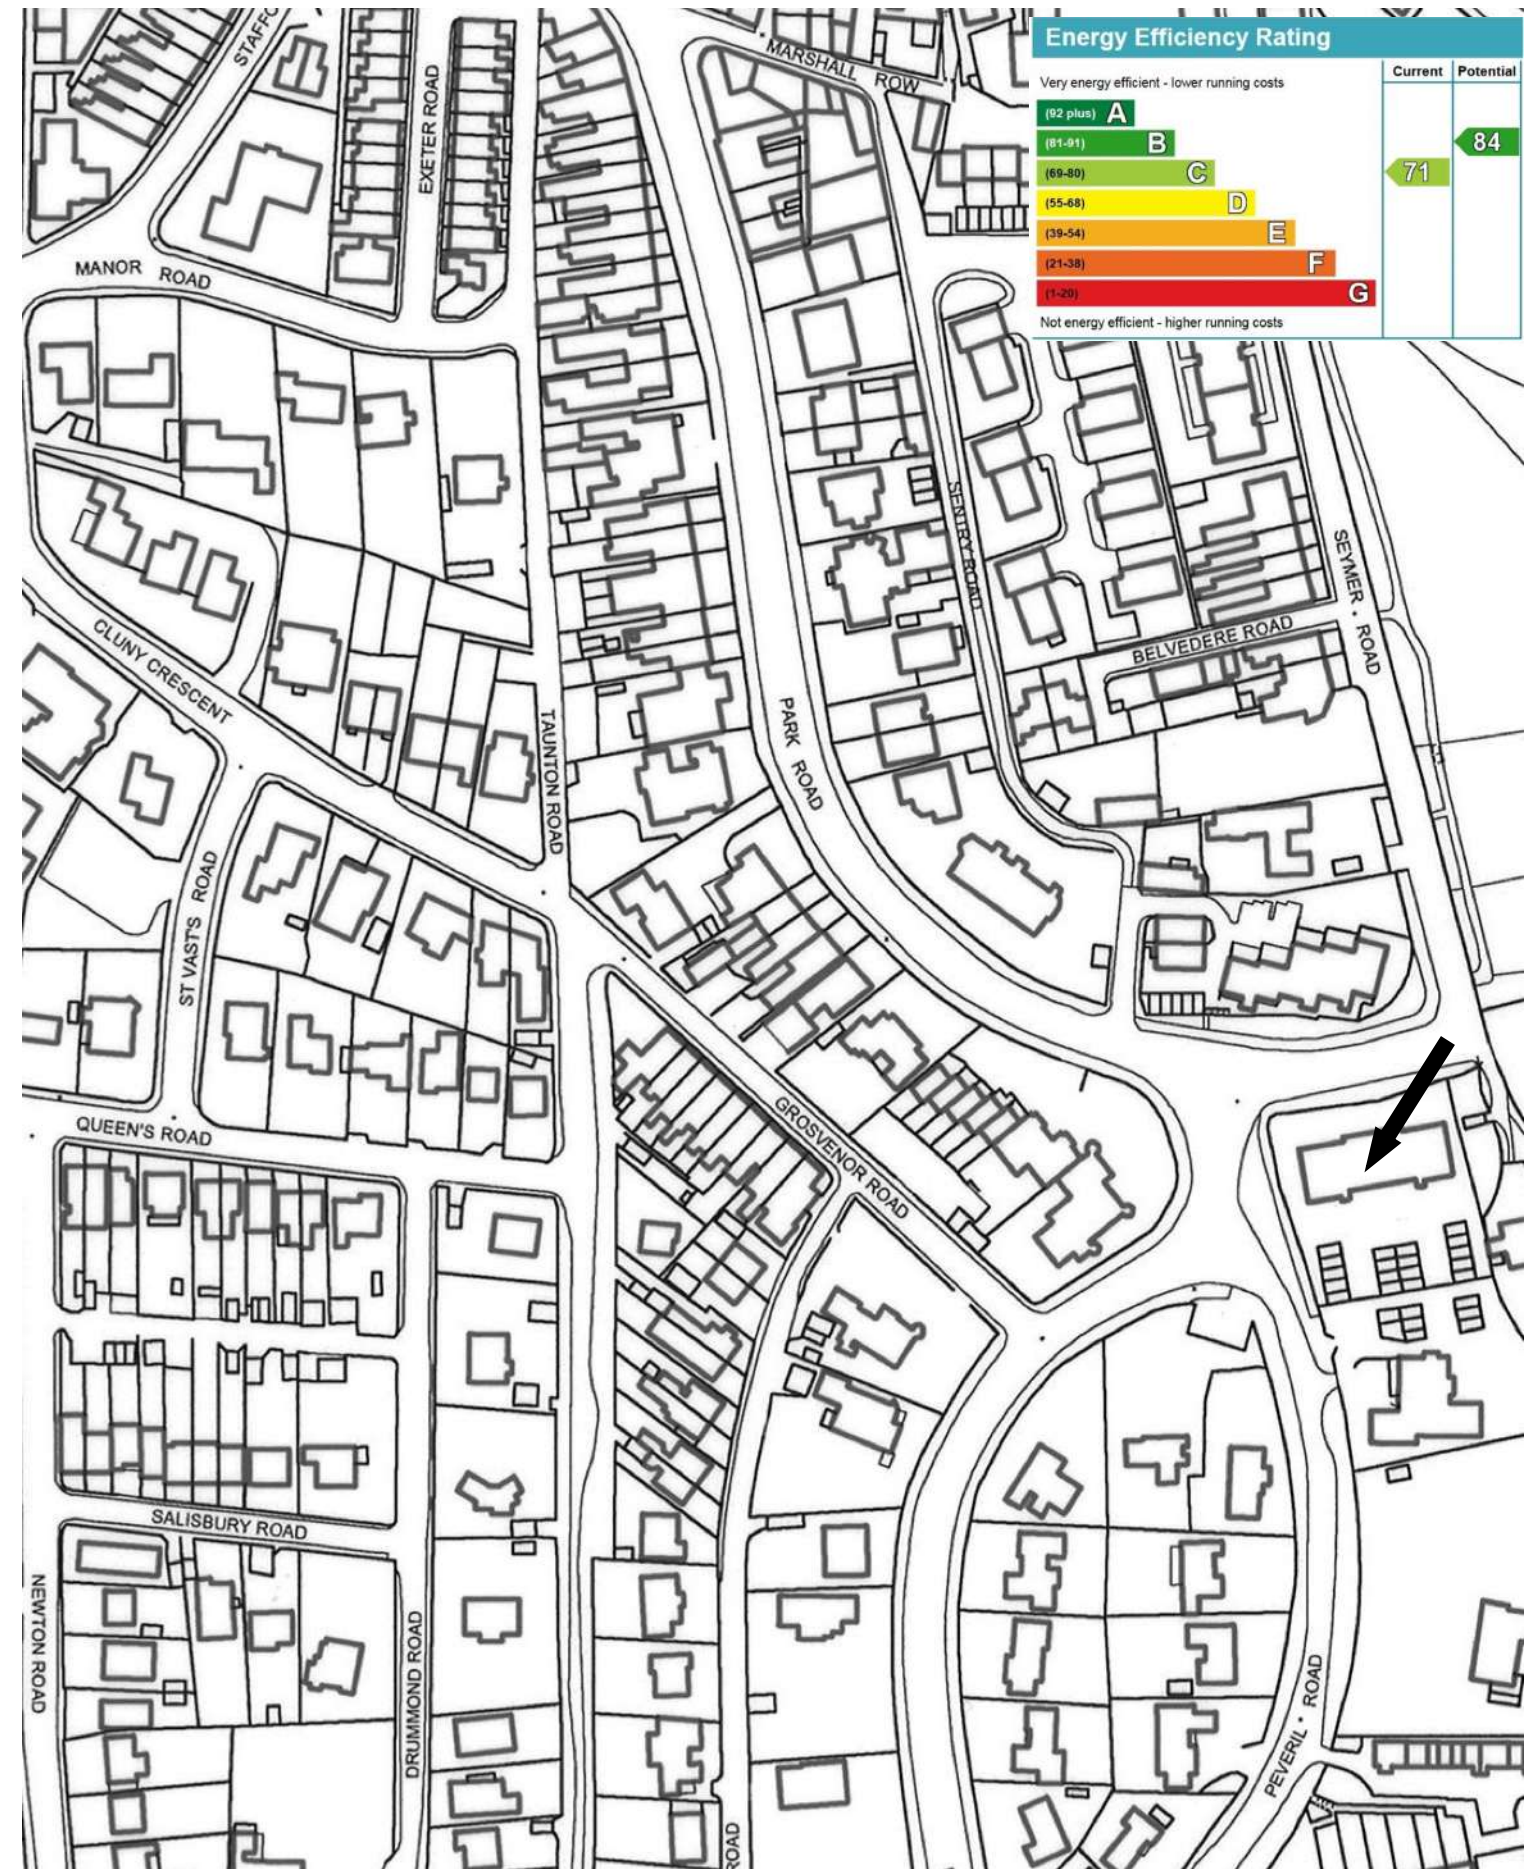 STAFFO
MARSHALL ROW
EXETER ROAD
MANOR ROAD
Energy Efficiency Rating
Current
Potential
Very energy efficient - lower running costs
(92 plus) A
(81-91) B
84
(69-80) C
71
(55-68) D
(39-54) E
(21-38) F
(1-20) G
Not energy efficient - higher running costs
SENTRY ROAD
SEYMER ROAD
BELVEDERE ROAD
CLUNY CRESCENT
TAUNTON ROAD
PARK ROAD
ST VAST'S ROAD
QUEEN'S ROAD
GROSVENOR ROAD
SALISBURY ROAD
NEWTON ROAD
DRUMMOND ROAD
PEVERIL ROAD
ROAD